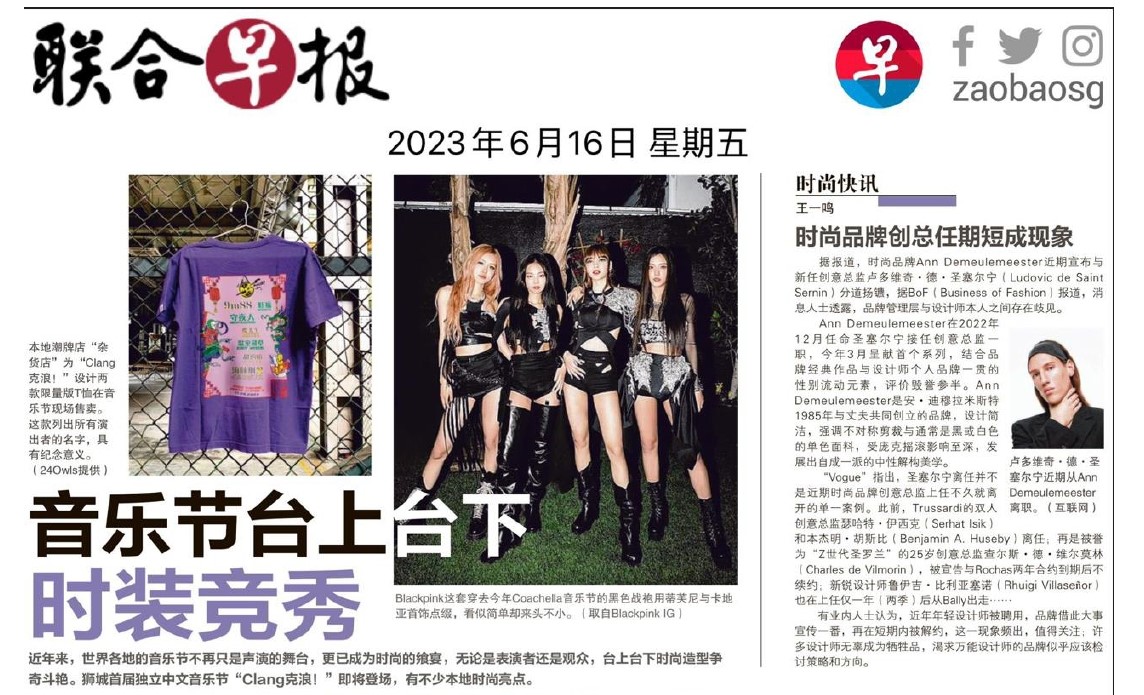 联合早报
早
zaobaosg
2023年6月16日 星期五
本地潮牌店“杂
货店”为“Clang
克浪！”设计两
款限量版T恤在音
乐节现场售卖。
这款列出所有演
出者的名字，具
有纪念意义。
（24Owls提供）
9m88
守夜人
音乐节台上台下
时装竞秀
Blackpink这套穿去今年Coachella音乐节的黑色战袍用蒂芙尼与卡地
亚首饰点缀，看似简单却来头不小。（取自Blackpink IG）
近年来，世界各地的音乐节不再只是声演的舞台，更已成为时尚的飨宴，无论是表演者还是观众，台上台下时尚造型争
奇斗艳。狮城首届独立中文音乐节“Clang克浪！”即将登场，有不少本地时尚亮点。
时尚快讯
王一鸣
时尚品牌创总任期短成现象
据报道，时尚品牌Ann Demeulemeester近期宣布与
新任创意总监卢多维奇·德·圣塞尔宁（Ludovic de Saint
Sernin）分道扬镳，据BoF（Business of Fashion）报道，消
息人士透露，品牌管理层与设计师本人之间存在歧见。
Ann Demeulemeester在2022年
12月任命圣塞尔宁接任创意总监一
职，今年3月呈献首个系列，结合品
牌经典作品与设计师个人品牌一贯的
性别流动元素，评价毁誉参半。Ann
Demeulemeester是安·迪穆拉米斯特
1985年与丈夫共同创立的品牌，设计简
洁，强调不对称剪裁与通常是黑或白色
的单色面料，受庞克摇滚影响至深，发
展出自成一派的中性解构美学。
“Vogue”指出，圣塞尔宁离任并不
是近期时尚品牌创意总监上任不久就离
开的单一案例。此前，Trussardi的双人
创意总监瑟哈特·伊西克（Serhat Isik）
和本杰明·胡斯比（Benjamin A. Huseby）离任；再是被誉
为“Z世代圣罗兰”的25岁创意总监查尔斯·德·维尔莫林
（Charles de Vilmorin），被宣告与Rochas两年合约到期后不
续约；新锐设计师鲁伊吉·比利亚塞诺（Rhuigi Villaseñor）
也在上任仅一年（两季）后从Bally出走……
有业内人士认为，近年年轻设计师被聘用，品牌借此大事
宣传一番，再在短期内被解约，这一现象频出，值得关注；许
多设计师无辜成为牺牲品，渴求万能设计师的品牌似乎应该检
讨策略和方向。
卢多维奇·德·圣
塞尔宁近期从Ann
Demeulemeester
离职。（互联网）